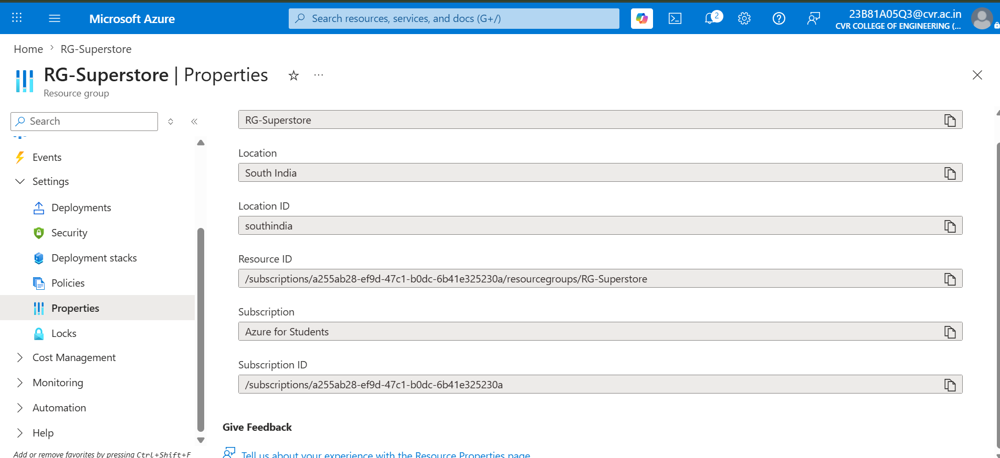 Microsoft Azure
Search resources, services, and docs (G+/)
2
23B81A05Q3@cvr.ac.in
CVR COLLEGE OF ENGINEERING (...
Home > RG-Superstore
RG-Superstore | Properties
Resource group
Search
Events
Settings
Deployments
Security
Deployment stacks
Policies
Properties
Locks
Cost Management
Monitoring
Automation
Help
Add or remove favorites by pressing Ctrl+Shift+F
RG-Superstore
Location
South India
Location ID
southindia
Resource ID
/subscriptions/a255ab28-ef9d-47c1-b0dc-6b41e325230a/resourcegroups/RG-Superstore
Subscription
Azure for Students
Subscription ID
/subscriptions/a255ab28-ef9d-47c1-b0dc-6b41e325230a
Give Feedback
Tell us about your experience with the Resource Properties page